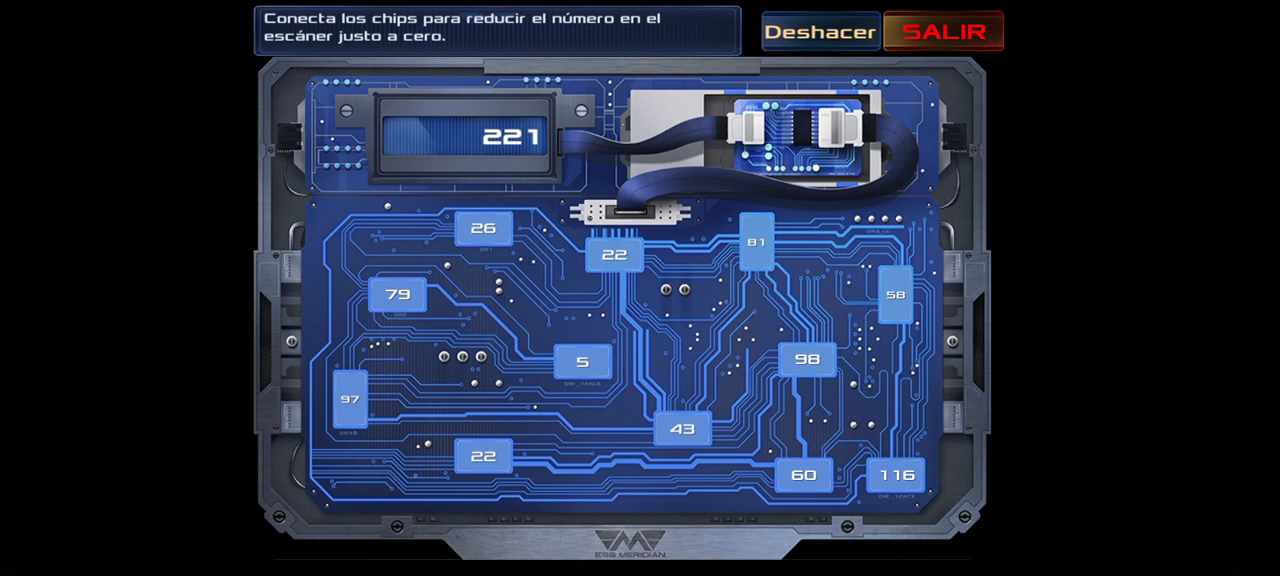 Conecta los chips para reducir el número en el
escáner justo a cero.
Deshacer
SALIR
221
26
22
81
79
58
5
98
97
43
22
60
116
ESS MERIDIAN